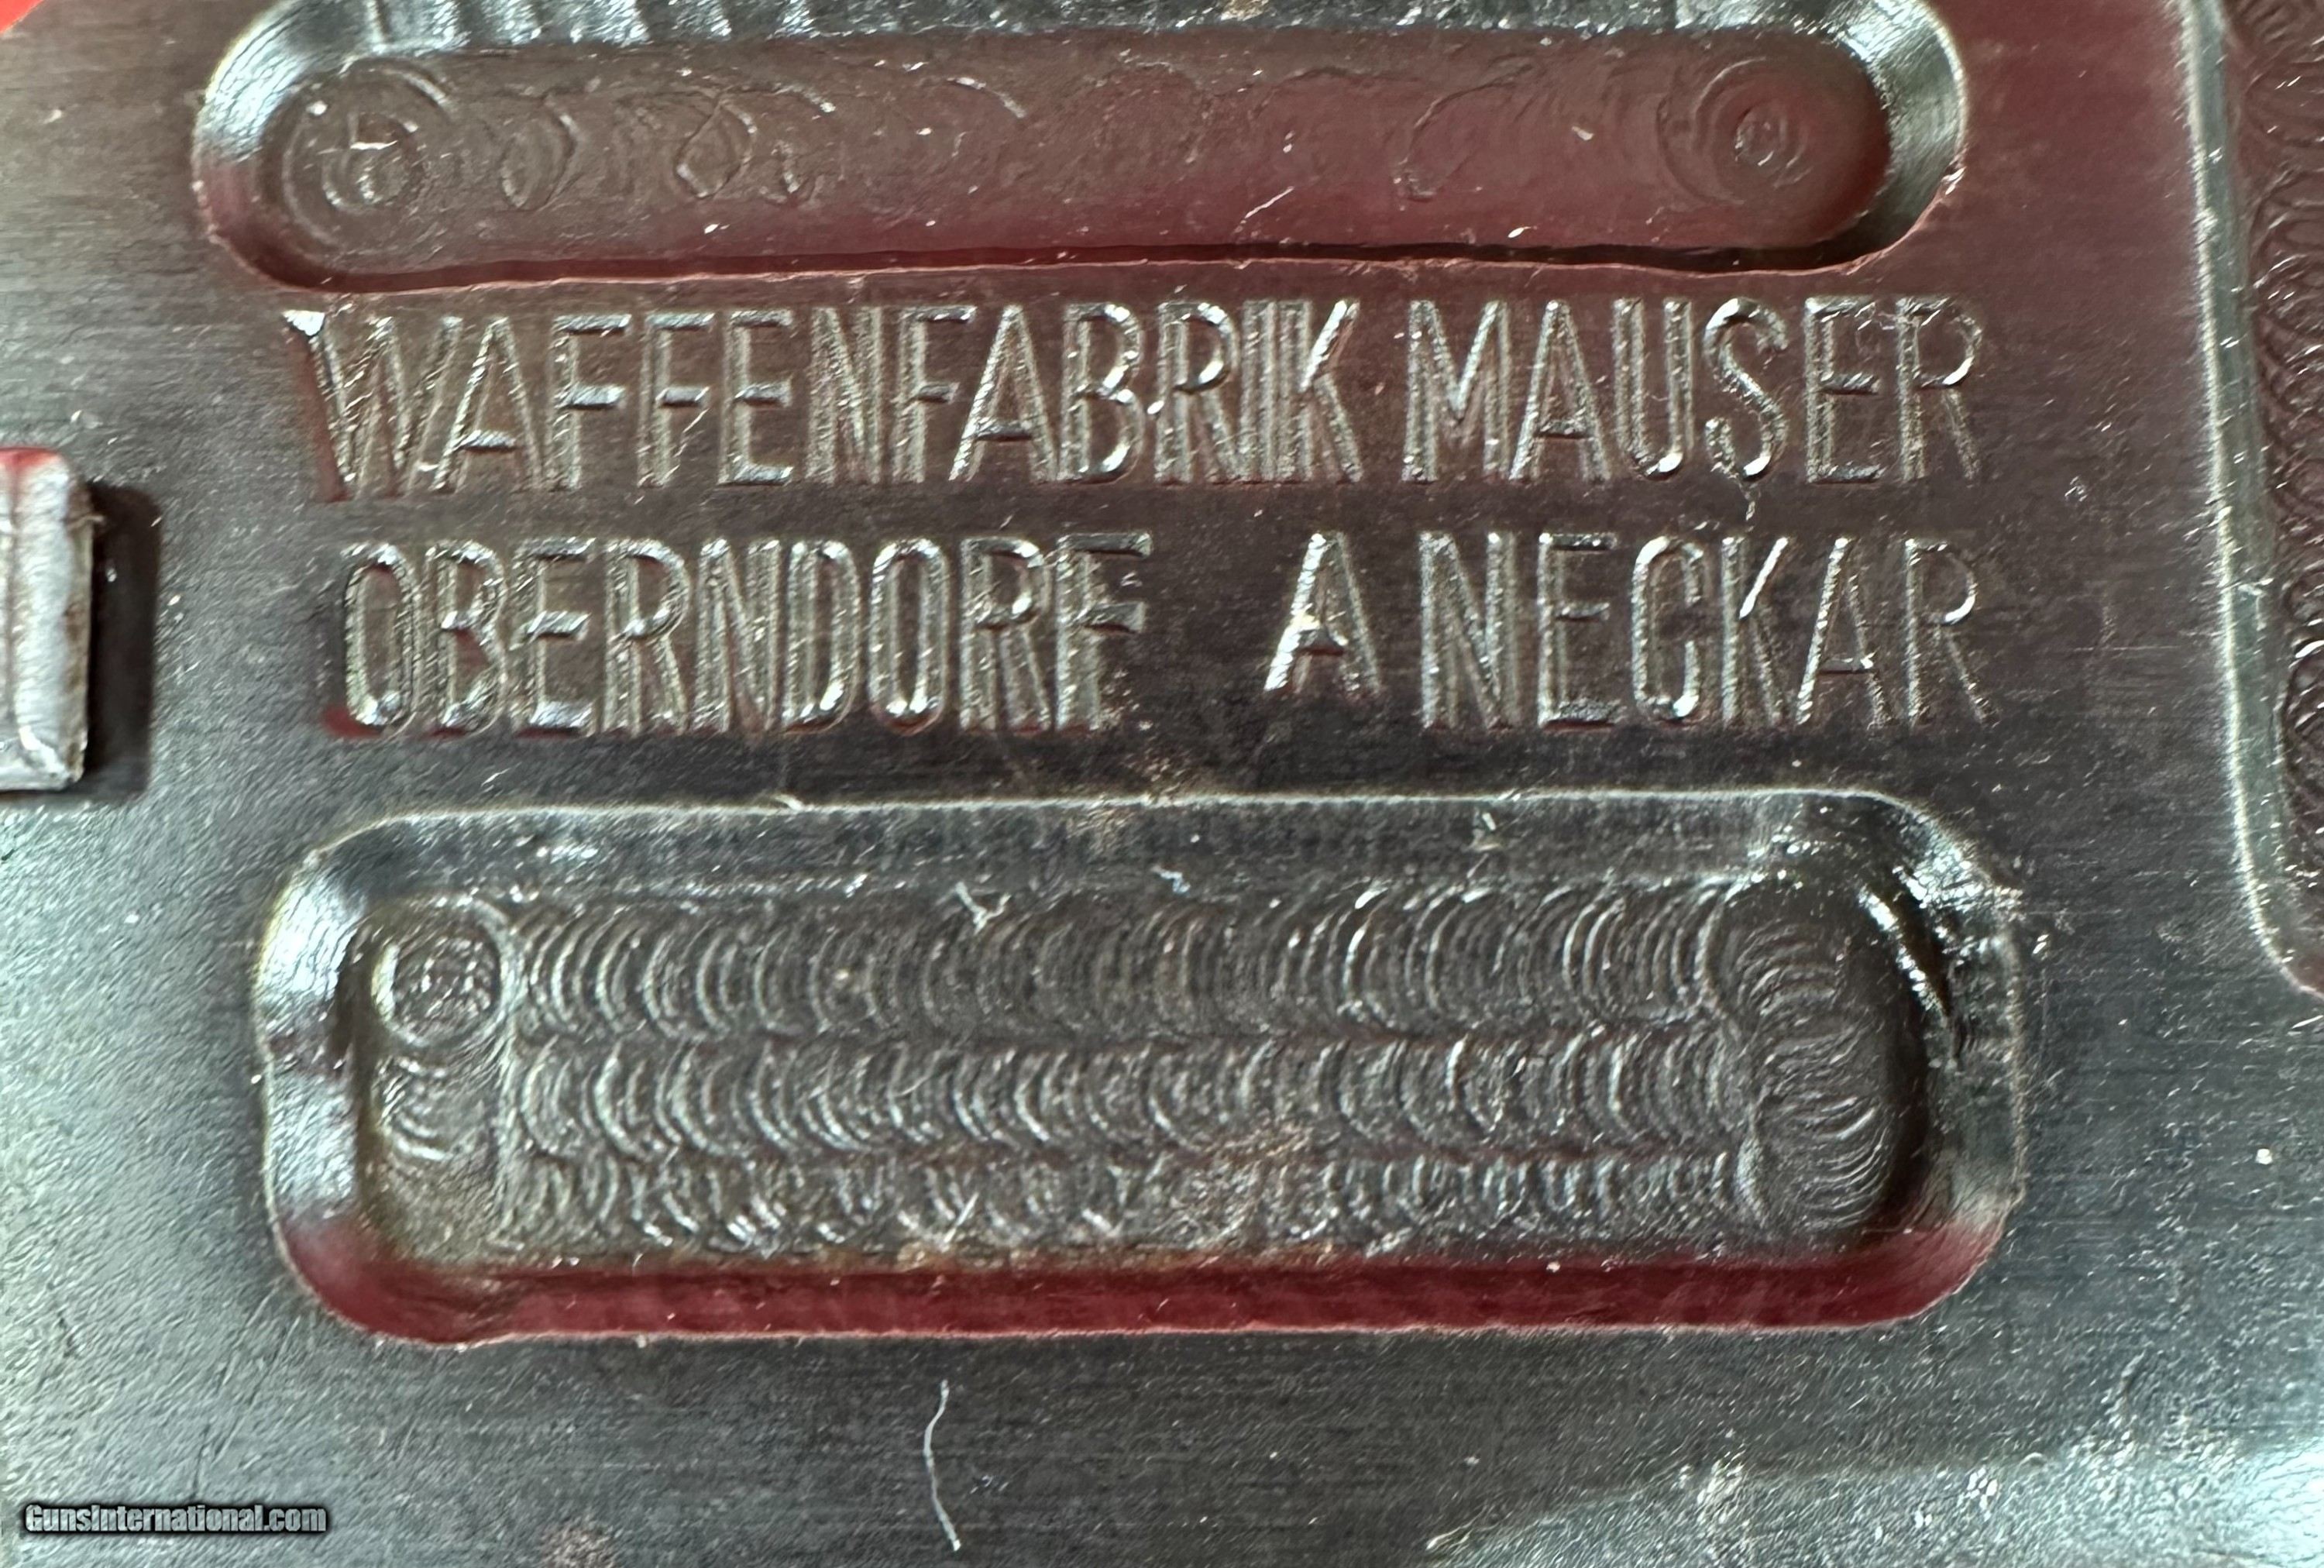 WAFFENFABRIK MAUSER
OBERNDORF A NECKAR
GunsInternational.com